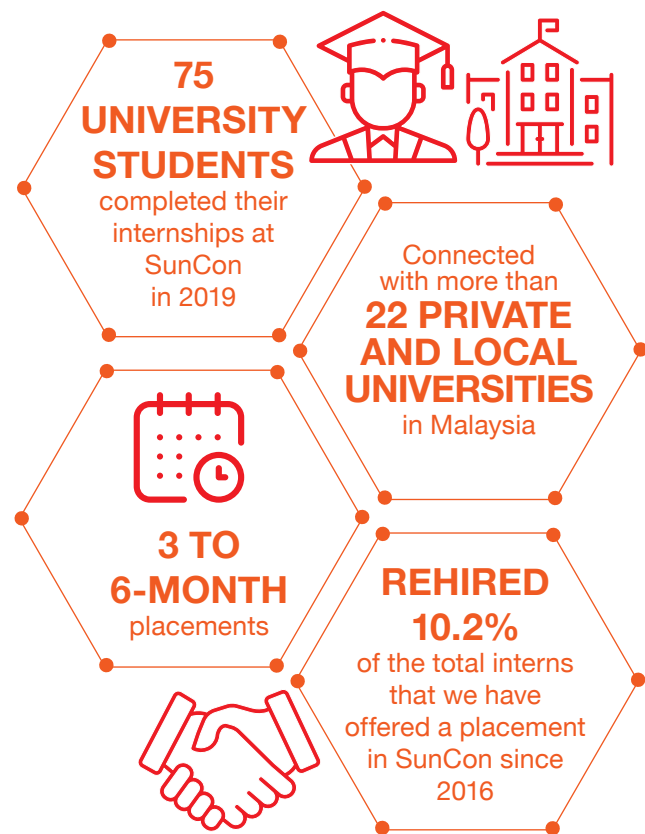 75
UNIVERSITY
STUDENTS
completed their
internships at
SunCon
in 2019
Connected
with more than
22 PRIVATE
AND LOCAL
UNIVERSITIES
in Malaysia
3 TO
6-MONTH
placements
REHIRED
10.2%
of the total interns
that we have
offered a placement
in SunCon since
2016